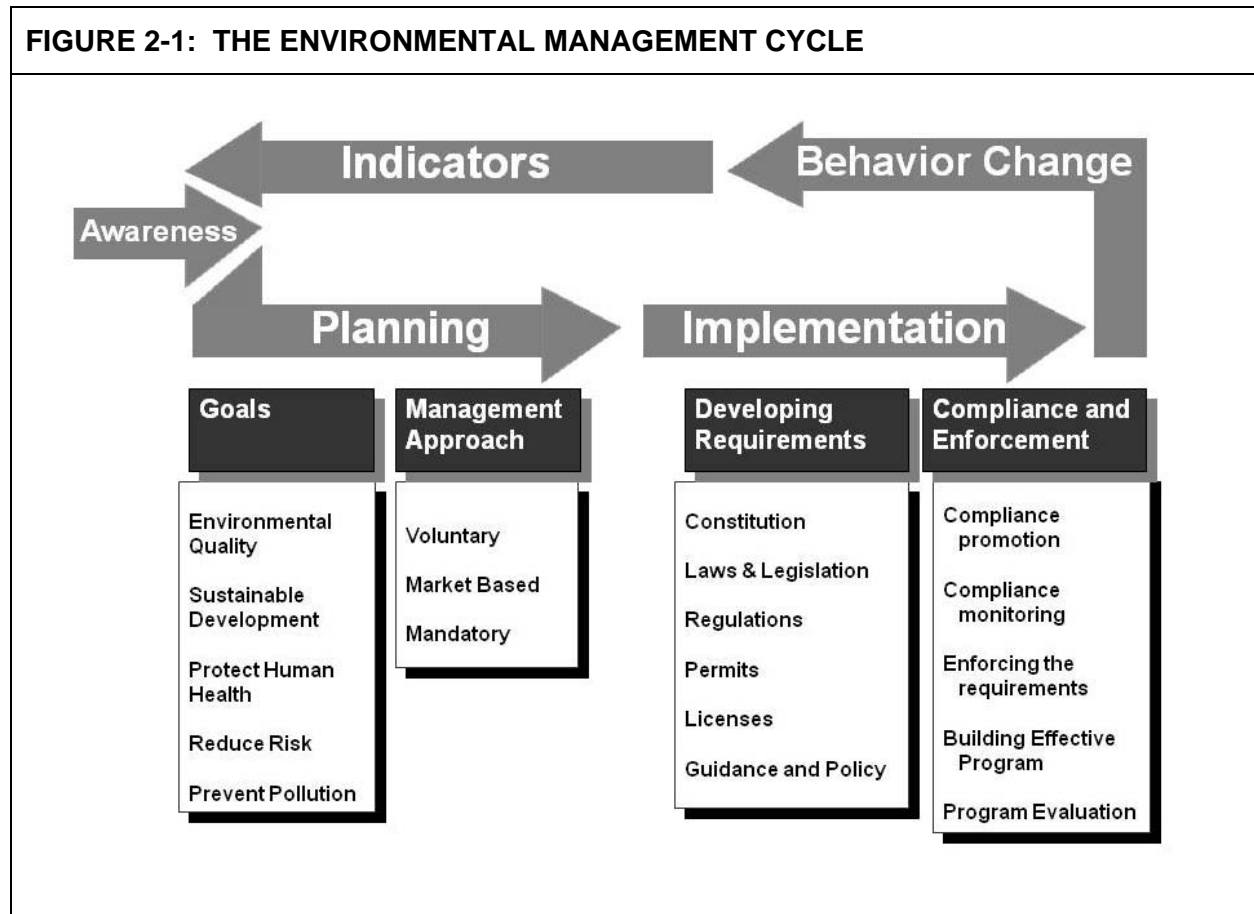 FIGURE 2-1: THE ENVIRONMENTAL MANAGEMENT CYCLE
Indicators
Behavior Change
Awareness
Planning
Implementation
Goals
Environmental
Quality
Sustainable
Development
Protect Human
Health
Reduce Risk
Prevent Pollution
Management
Approach
Voluntary
Market Based
Mandatory
Developing
Requirements
Constitution
Laws & Legislation
Regulations
Permits
Licenses
Guidance and Policy
Compliance and
Enforcement
Compliance
promotion
Compliance
monitoring
Enforcing the
requirements
Building Effective
Program
Program Evaluation